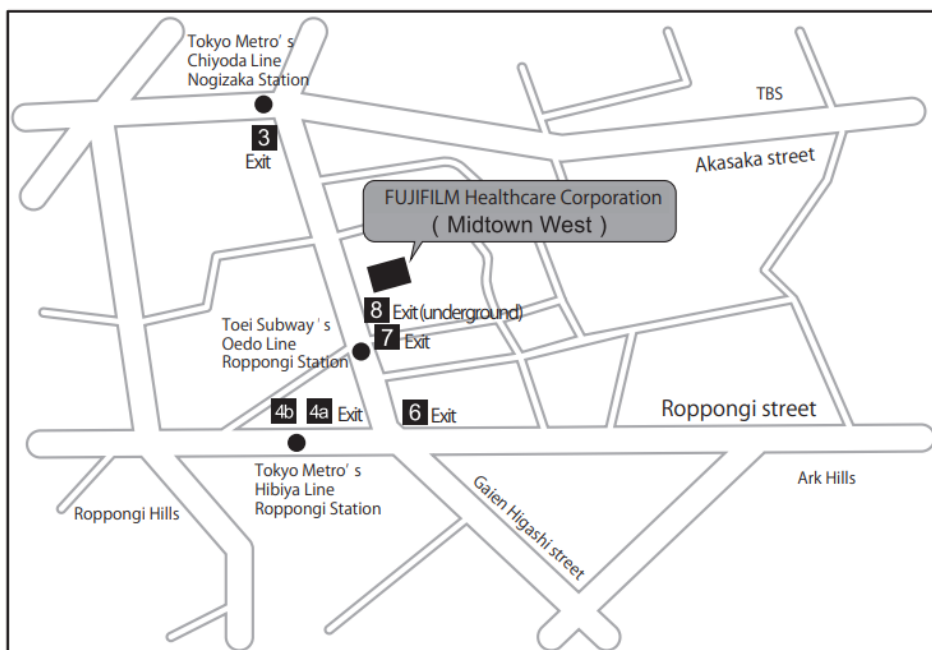 Tokyo Metro's
Chiyoda Line
Nogizaka Station
TBS
3
Exit
Akasaka street
FUJIFILM Healthcare Corporation
( Midtown West )
8 Exit (underground)
Toei Subway's
Oedo Line
Roppongi Station
7 Exit
4b 4a Exit
6 Exit
Roppongi street
Tokyo Metro's
Hibiya Line
Roppongi Station
Roppongi Hills
Gaien Higashi street
Ark Hills